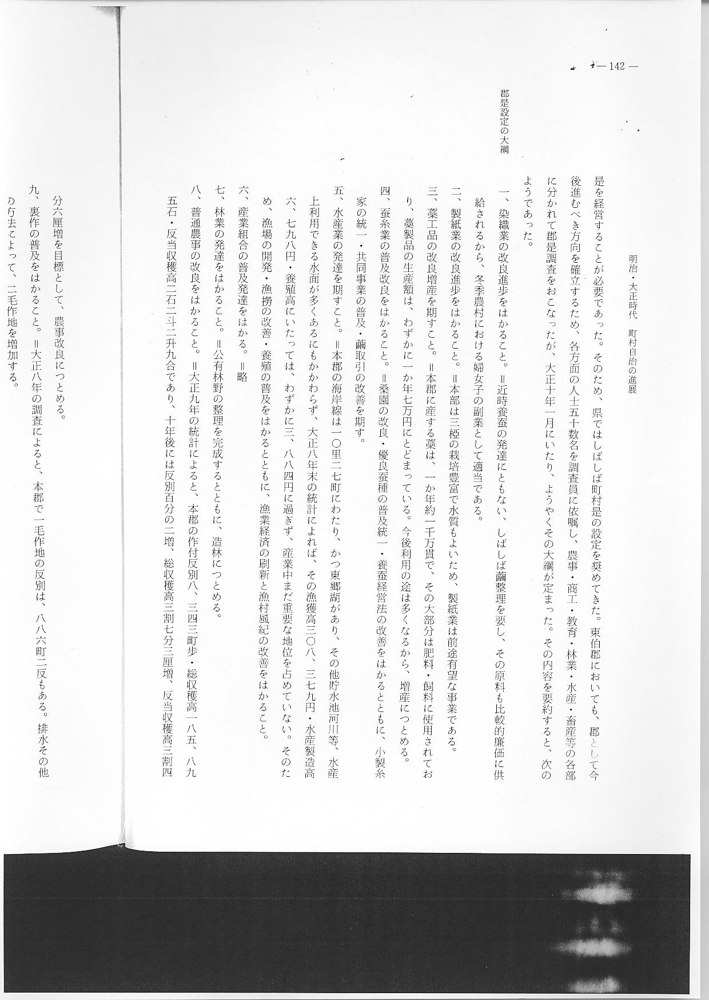 ― 142 ―
明治・大正時代　町村自治の進展
是を経営することが必要であった。そのため、県ではしばしば町村是の設定を奨めてきた。東伯郡においても、郡として今
後進むべき方向を確立するため、各方面の人士五十数名を調査員に依嘱し、農事・商工・教育・林業・水産・畜産等の各部
に分かれて郡是調査をおこなったが、大正十年一月にいたり、ようやくその大綱が定まった。その内容を要約すると、次の
ようであった。
郡是設定の大綱
一、染織業の改良進歩をはかること。＝近時養蚕の発達にともない、しばしば繭整理を要し、その原料も比較的廉価に供
給されるから、冬季農村における婦女子の副業として適当である。
二、製紙業の改良進歩をはかること。＝本部は三椏の栽培豊富で水質もよいため、製紙業は前途有望な事業である。
三、藁工品の改良増産を期すこと。＝本郡に産する藁は、一か年約一千万貫で、その大部分は肥料・飼料に使用されてお
り、藁製品の生産額は、わずかに一か年七万円にとどまっている。今後利用の途は多くなるから、増産につとめる。
四、蚕糸業の普及改良をはかること。＝桑園の改良・優良蚕種の普及統一・養蚕経営法の改善をはかるとともに、小製糸
家の統一・共同事業の普及・繭取引の改善を期す。
五、水産業の発達を期すこと。＝本郡の海岸線は一〇里二七町にわたり、かつ東郷湖があり、その他貯水池河川等、水産
上利用できる水面が多くあるにもかかわらず、大正八年末の統計によれば、その漁獲高三〇八、三七九円・水産製造高
六、七九八円・養殖高にいたっては、わずかに三、八八四円に過ぎず、産業中まだ重要な地位を占めていない。そのた
め、漁場の開発・漁撈の改善・養殖の普及をはかるとともに、漁業経済の刷新と漁村風紀の改善をはかること。
六、産業組合の普及発達をはかる。＝略
七、林業の発達をはかること。＝公有林野の整理を完成するとともに、造林につとめる。
八、普通農事の改良をはかること。＝大正九年の統計によると、本郡の作付反別八、三四三町歩・総収穫高一八五、八九
五石・反当収穫高二石二斗二升九合であり、十年後には反別百分の二増、総収穫高三割七分三厘増、反当収穫高三割四
分六厘増を目標として、農事改良につとめる。
九、裏作の普及をはかること。＝大正八年の調査によると、本郡で一毛作地の反別は、八八六町二反もある。排水その他
の方法によって、二毛作地を増加する。